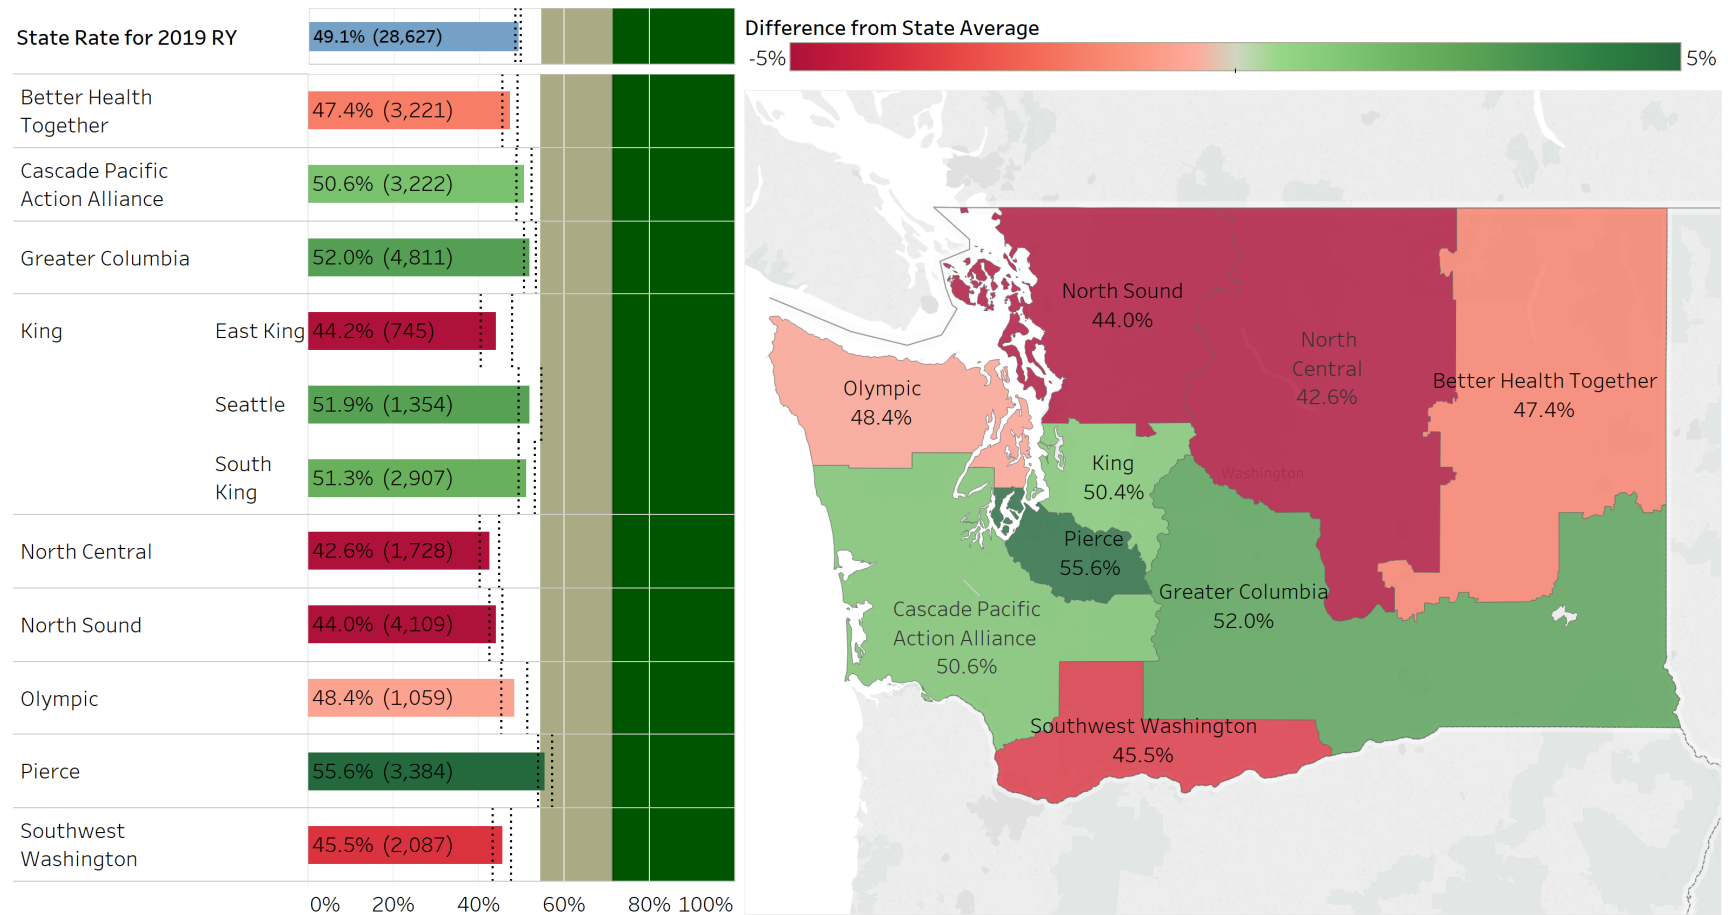 State Rate for 2019 RY
49.1% (28,627)
Better Health
Together
47.4% (3,221)
Cascade Pacific
Action Alliance
50.6% (3,222)
Greater Columbia
52.0% (4,811)
King
East King
44.2% (745)
Seattle
51.9% (1,354)
South
King
51.3% (2,907)
North Central
42.6% (1,728)
North Sound
44.0% (4,109)
Olympic
48.4% (1,059)
Pierce
55.6% (3,384)
Southwest
Washington
45.5% (2,087)
0% 20% 40% 60% 80% 100%
Difference from State Average
-5% 5%
North Sound
44.0%
North
Central
42.6%
Olympic
48.4%
Better Health Together
47.4%
King
50.4%
Washington
Pierce
55.6%
Greater Columbia
52.0%
Cascade Pacific
Action Alliance
50.6%
Southwest Washington
45.5%